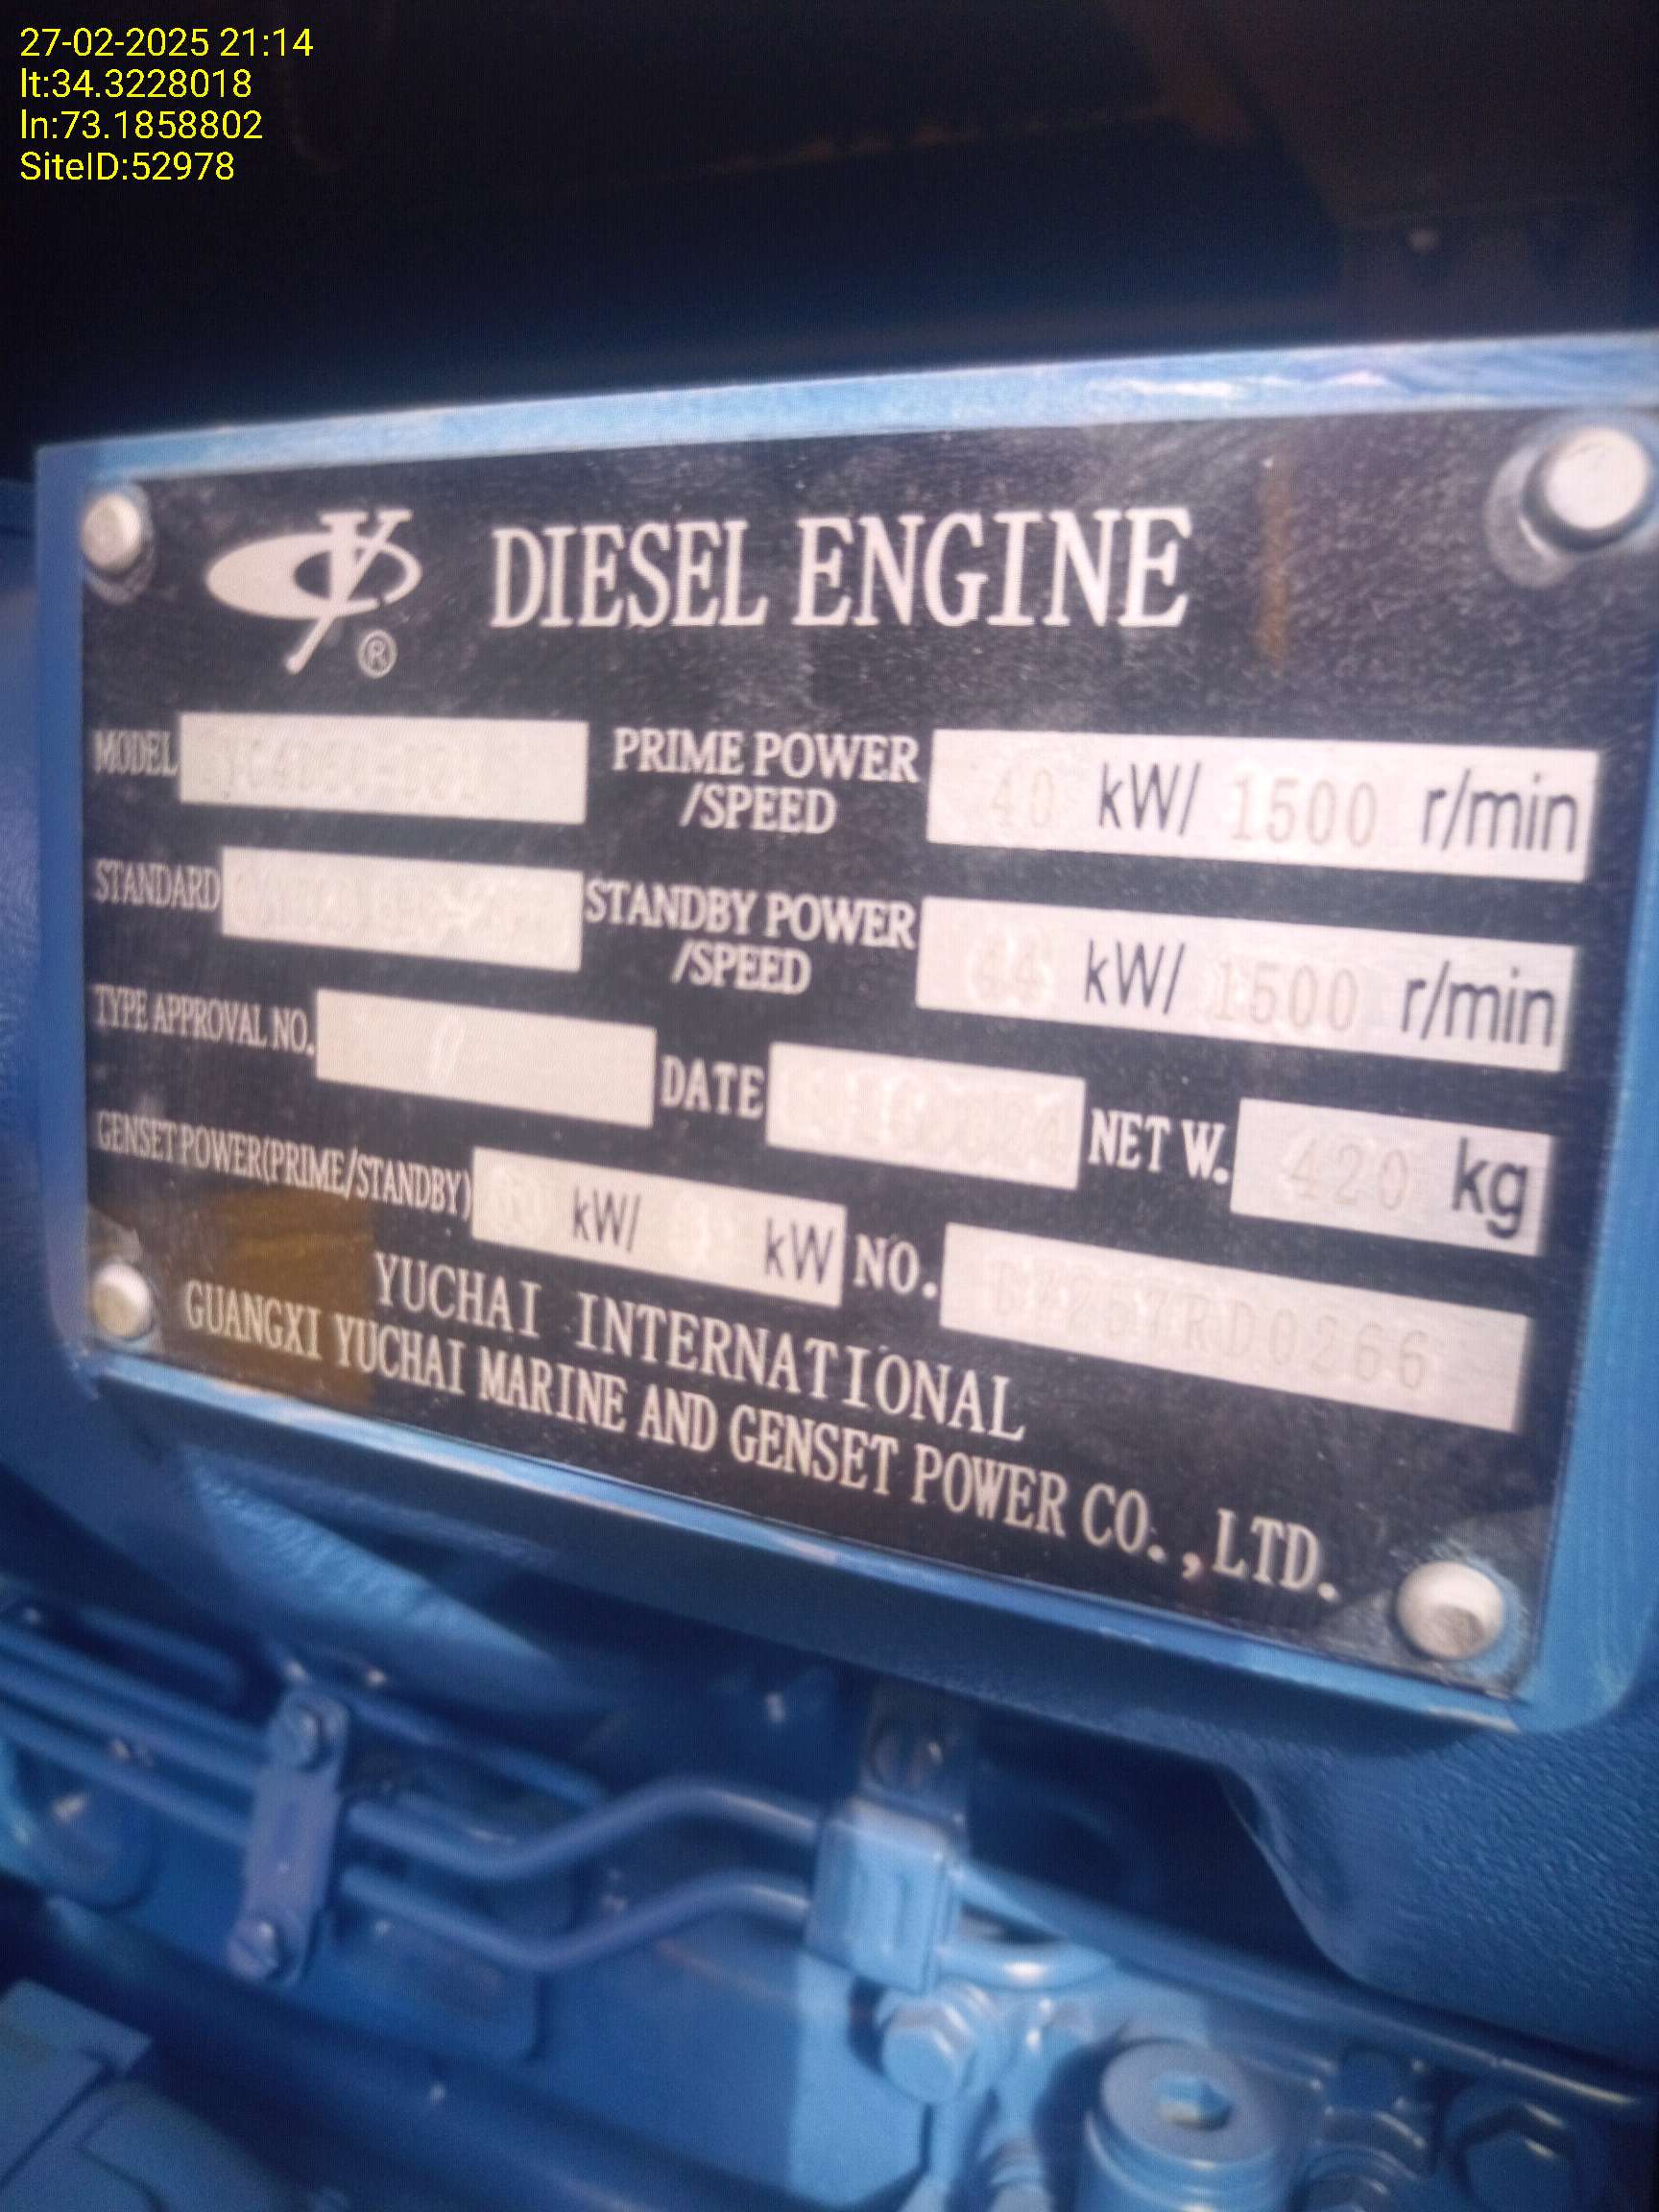 27-02-2025 21:14
lt:34.3228018
ln:73.1858802
SiteID:52978
DIESEL ENGINE
®
MODEL
PRIME POWER /SPEED 40 kW/ 1500 r/min
STANDARD
STANDBY POWER /SPEED 44 kW/ 1500 r/min
TYPE APPROVAL NO.
DATE
NET W. 420 kg
GENSET POWER(PRIME/STANDBY) kW/ kW
NO.
YUCHAI INTERNATIONAL
GUANGXI YUCHAI MARINE AND GENSET POWER CO.,LTD.